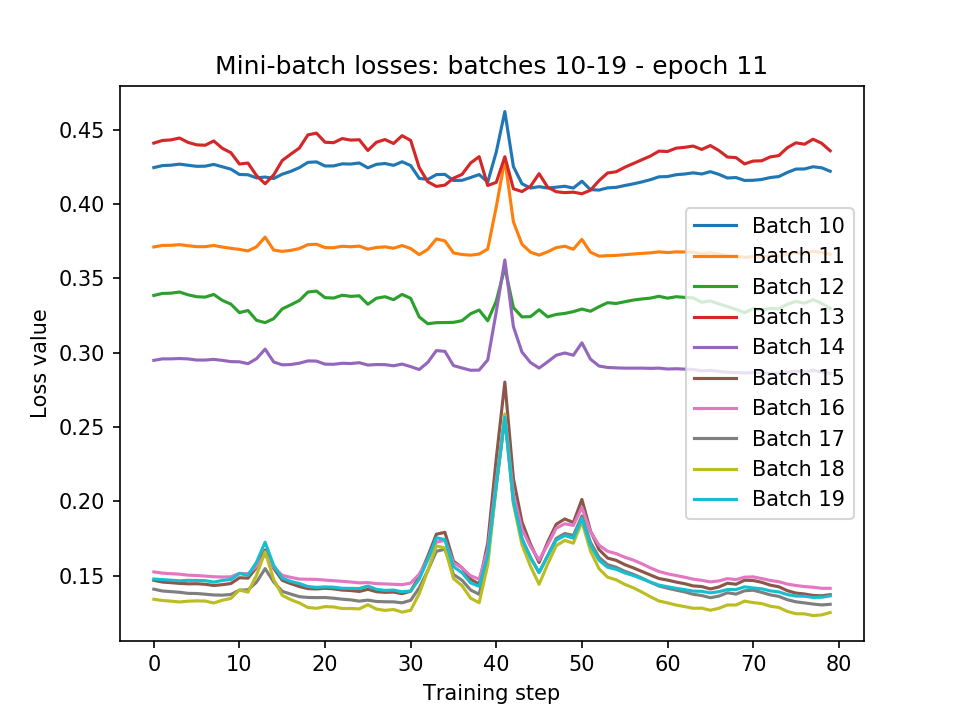 Mini-batch losses: batches 10-19 - epoch 11
Loss value
0.45
0.40
0.35
0.30
0.25
0.20
0.15
Batch 10
Batch 11
Batch 12
Batch 13
Batch 14
Batch 15
Batch 16
Batch 17
Batch 18
Batch 19
0 10 20 30 40 50 60 70 80
Training step